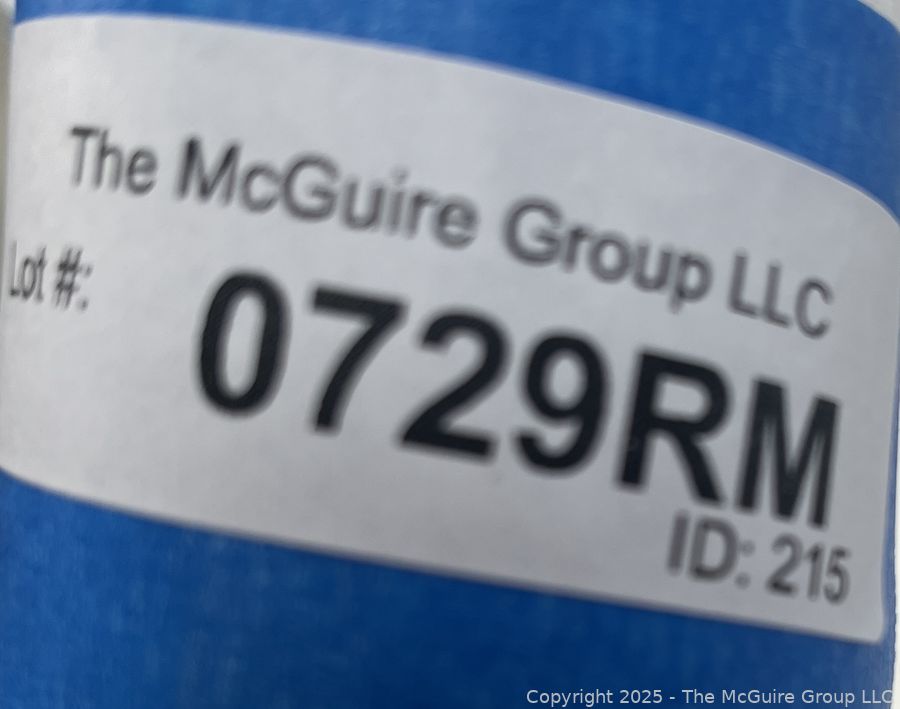 The McGuire Group LLC
Lot #:
0729RM
ID: 215
Copyright 2025 - The McGuire Group LLC